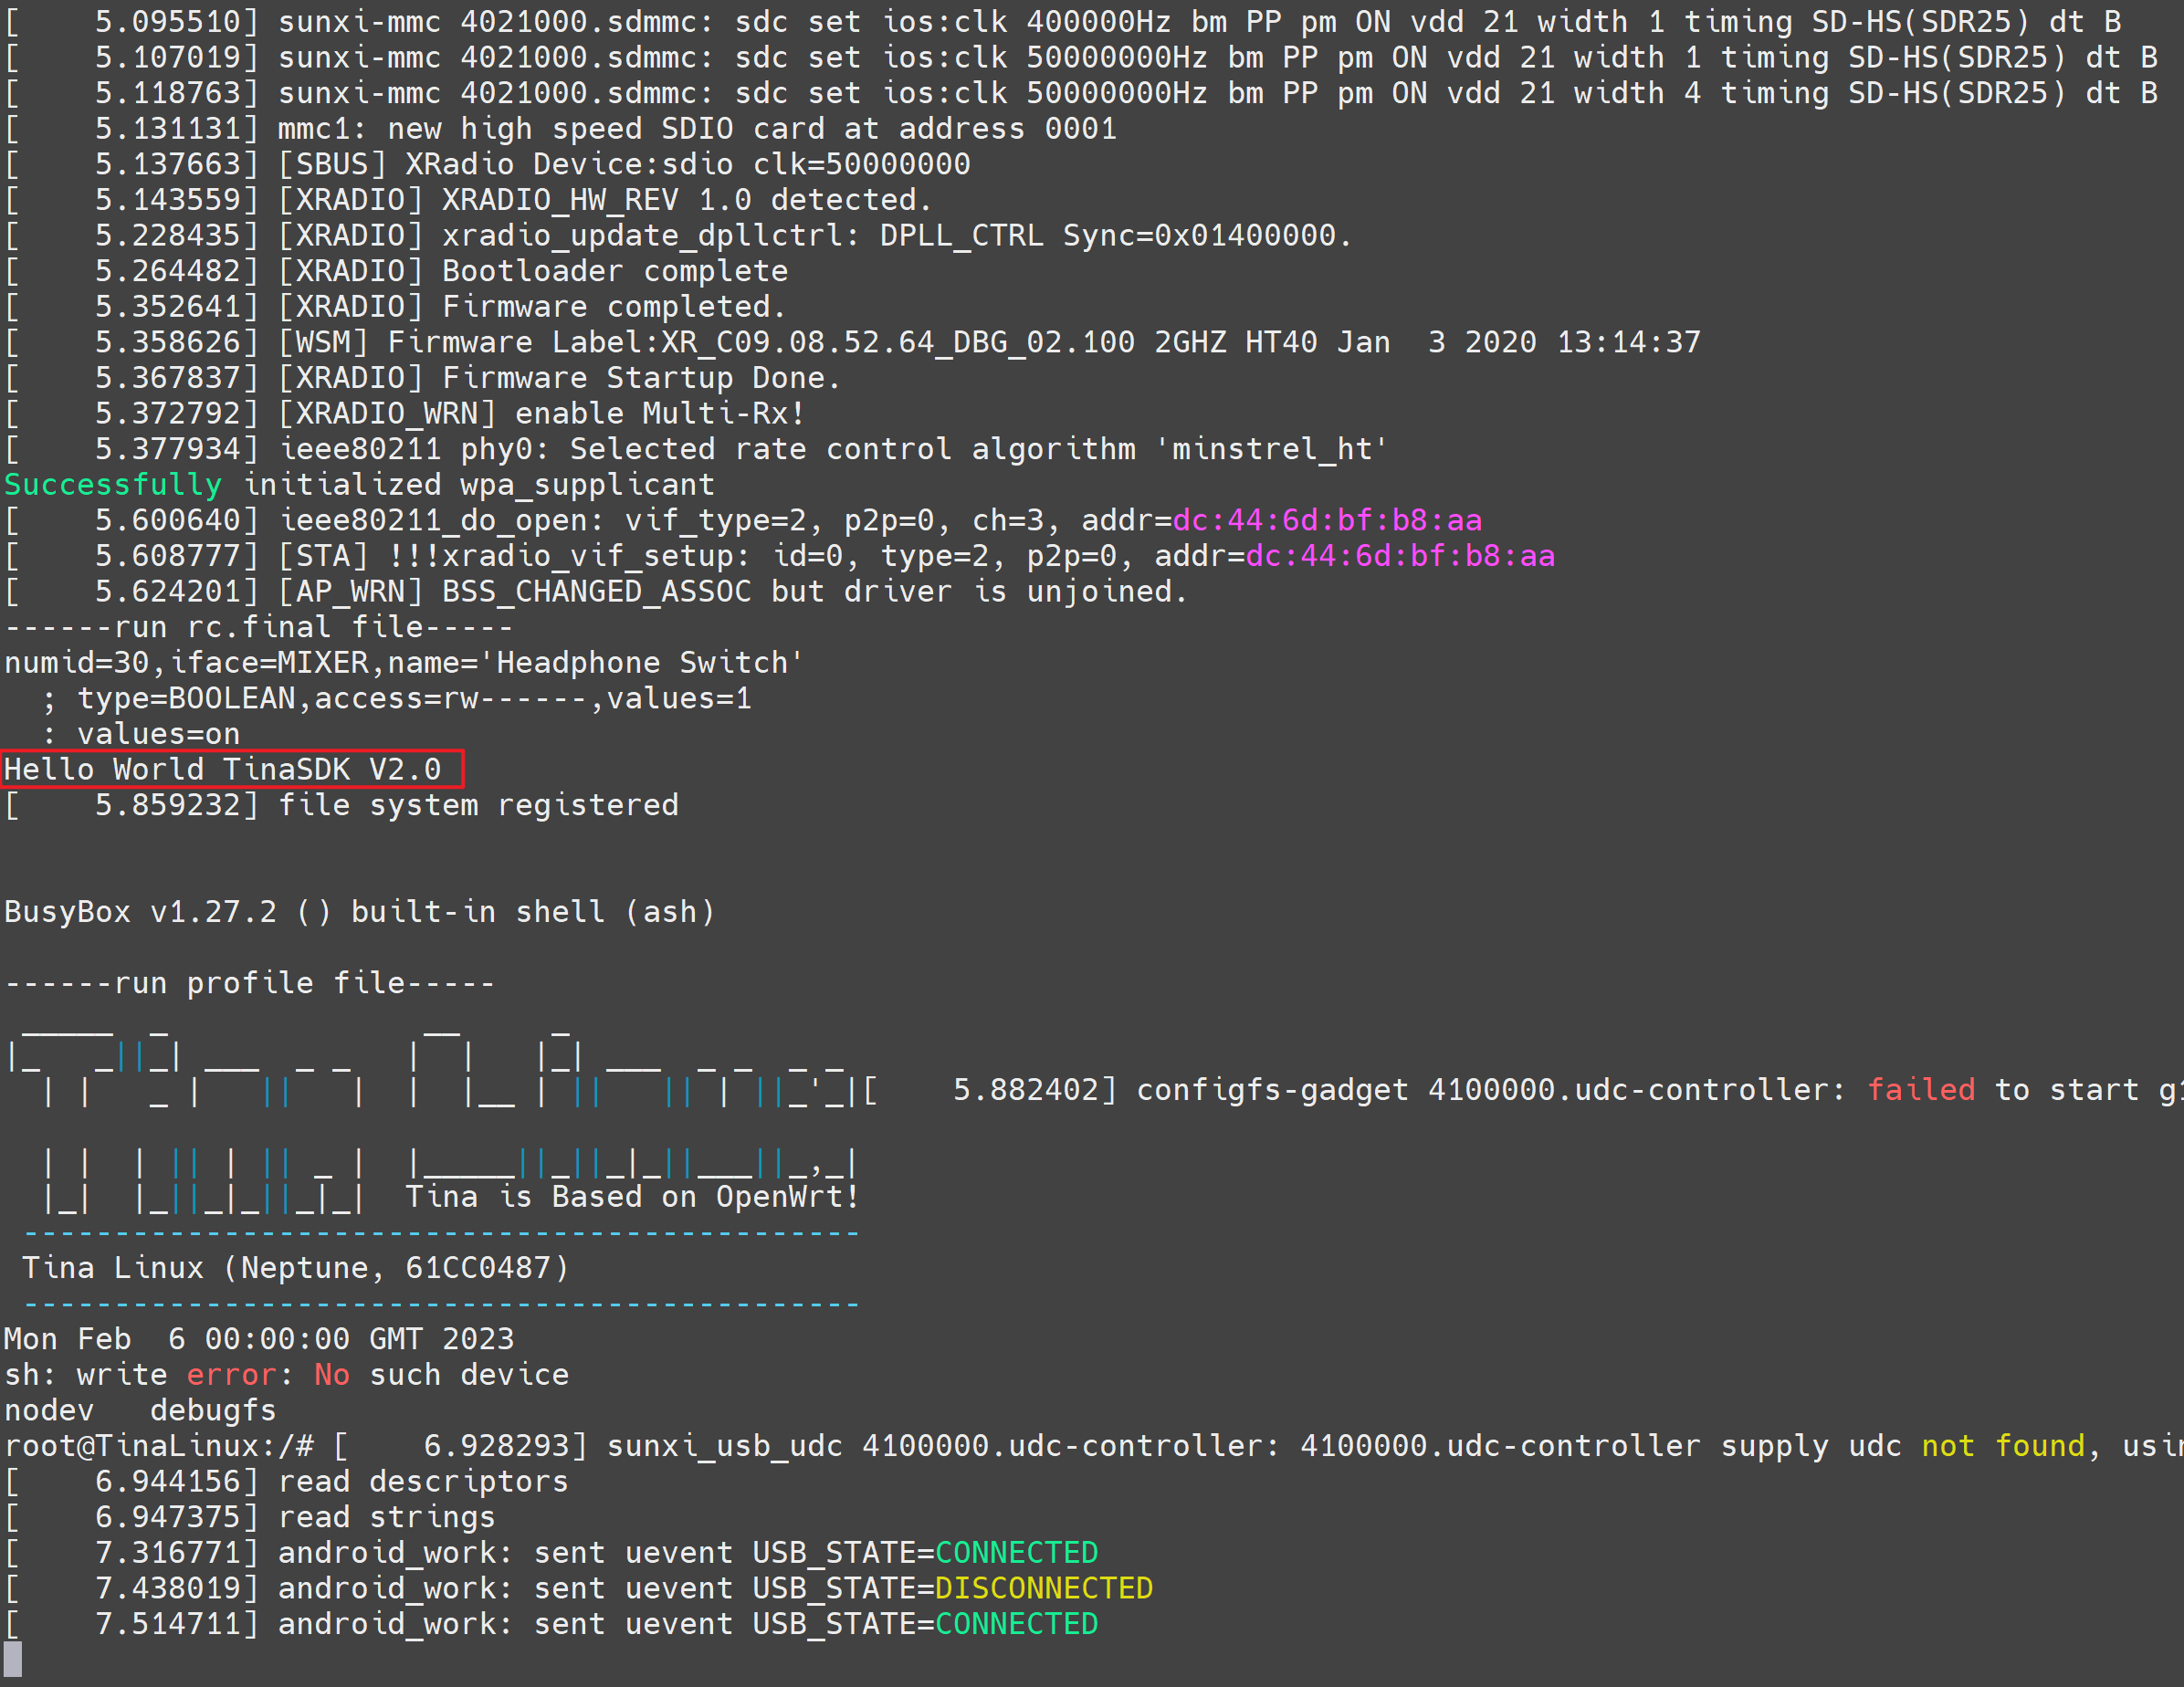 [    5.095510] sunxi-mmc 4021000.sdmmc: sdc set ios:clk 400000Hz bm PP pm ON vdd 21 width 1 timing SD-HS(SDR25) dt B
[    5.107019] sunxi-mmc 4021000.sdmmc: sdc set ios:clk 50000000Hz bm PP pm ON vdd 21 width 1 timing SD-HS(SDR25) dt B
[    5.118763] sunxi-mmc 4021000.sdmmc: sdc set ios:clk 50000000Hz bm PP pm ON vdd 21 width 4 timing SD-HS(SDR25) dt B
[    5.131131] mmc1: new high speed SDIO card at address 0001
[    5.137663] [SBUS] XRadio Device:sdio clk=50000000
[    5.143559] [XRADIO] XRADIO_HW_REV 1.0 detected.
[    5.228435] [XRADIO] xradio_update_dpllctrl: DPLL_CTRL Sync=0x01400000.
[    5.264482] [XRADIO] Bootloader complete
[    5.352641] [XRADIO] Firmware completed.
[    5.358626] [WSM] Firmware Label:XR_C09.08.52.64_DBG_02.100 2GHZ HT40 Jan  3 2020 13:14:37
[    5.367837] [XRADIO] Firmware Startup Done.
[    5.372792] [XRADIO_WRN] enable Multi-Rx!
[    5.377934] ieee80211 phy0: Selected rate control algorithm 'minstrel_ht'
Successfully initialized wpa_supplicant
[    5.600640] ieee80211_do_open: vif_type=2, p2p=0, ch=3, addr=dc:44:6d:bf:b8:aa
[    5.608777] [STA] !!!xradio_vif_setup: id=0, type=2, p2p=0, addr=dc:44:6d:bf:b8:aa
[    5.624201] [AP_WRN] BSS_CHANGED_ASSOC but driver is unjoined.
------run rc.final file-----
numid=30,iface=MIXER,name='Headphone Switch'
  ; type=BOOLEAN,access=rw------,values=1
  : values=on
Hello World TinaSDK V2.0
[    5.859232] file system registered
BusyBox v1.27.2 () built-in shell (ash)
------run profile file-----
 _____  _              __     _
|_    _||_| ___  _ _   |  |   |_| ___  _ _  _ _
  | |   _ |   ||   |  |  |__ | ||   || | ||_'_|[    5.882402] configfs-gadget 4100000.udc-controller: failed to start g1
  | |  | || | || _ |  |_____||_||_|_||___||_,_|
  |_|  |_||_|_||_|_|  Tina is Based on OpenWrt!
 ----------------------------------------------
 Tina Linux (Neptune, 61CC0487)
 ----------------------------------------------
Mon Feb  6 00:00:00 GMT 2023
sh: write error: No such device
nodev   debugfs
root@TinaLinux:/# [    6.928293] sunxi_usb_udc 4100000.udc-controller: 4100000.udc-controller supply udc not found,
[    6.944156] read descriptors
[    6.947375] read strings
[    7.316771] android_work: sent uevent USB_STATE=CONNECTED
[    7.438019] android_work: sent uevent USB_STATE=DISCONNECTED
[    7.514711] android_work: sent uevent USB_STATE=CONNECTED